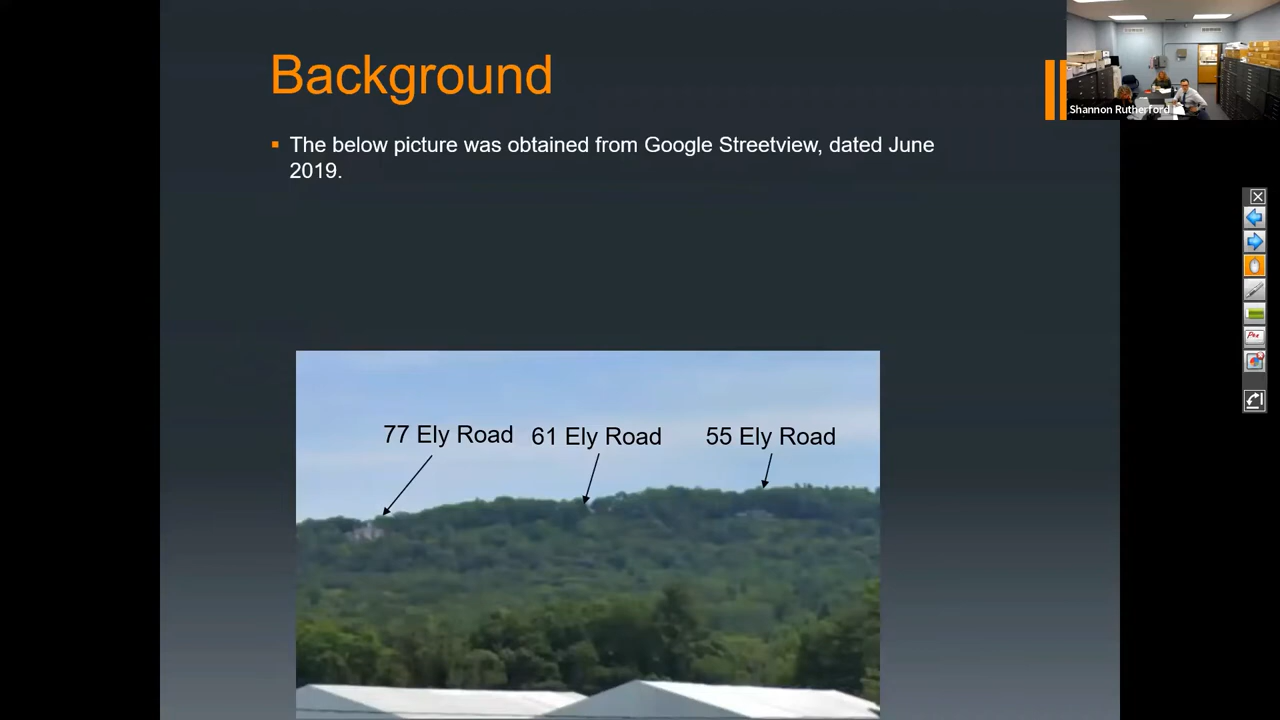 Background
Shannon Rutherford
The below picture was obtained from Google Streetview, dated June
2019.
77 Ely Road 61 Ely Road 55 Ely Road